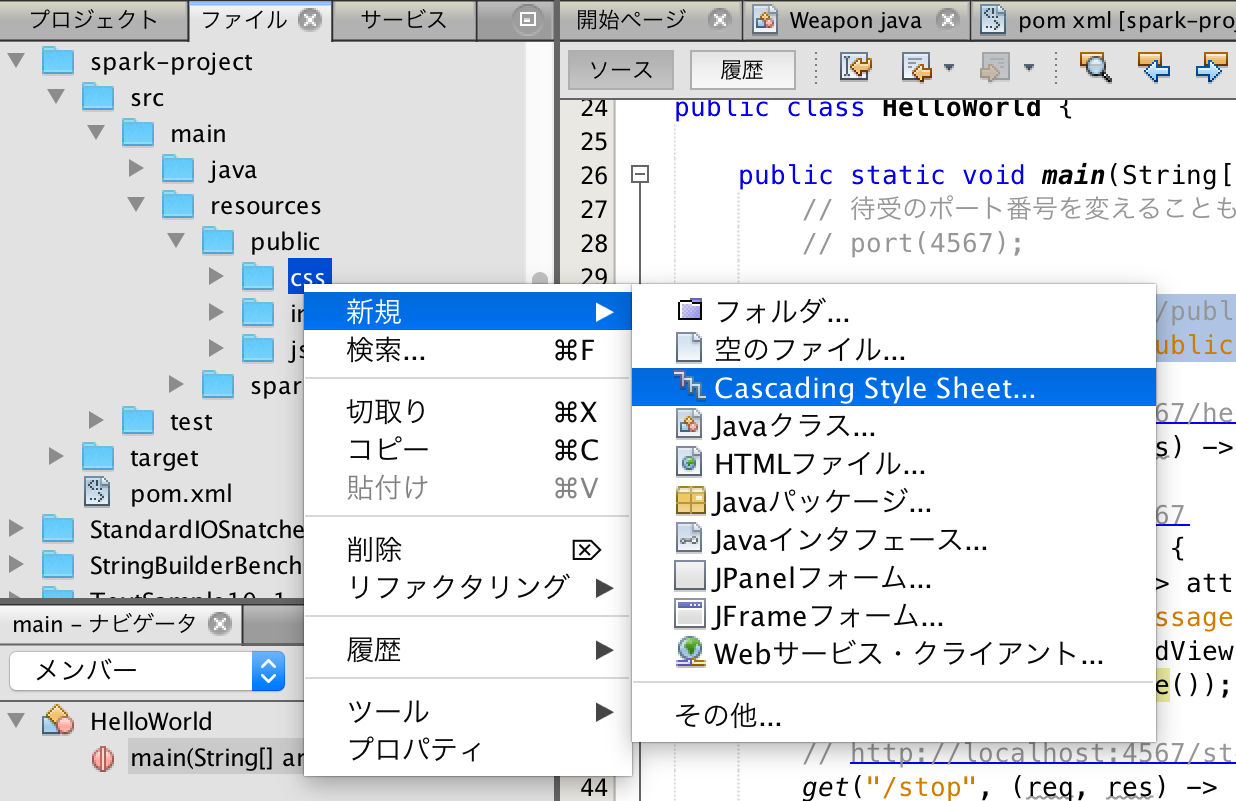 プロジェクト
ファイル
サービス
spark-project
src
main
java
resources
public
css
spar
test
target
pom.xml
StandardIOSnatche
StringBuilderBench
main - ナビゲータ
メンバー
HelloWorld
main(String[] ar
新規
検索... ⌘F
切取り ⌘X
コピー ⌘C
貼付け ⌘V
削除 ⌦
リファクタリング
履歴
ツール
プロパティ
フォルダ...
空のファイル...
Cascading Style Sheet...
Javaクラス...
HTMLファイル...
Javaパッケージ...
Javaインタフェース...
JPanelフォーム...
JFrameフォーム...
Webサービス・クライアント...
その他...
開始ページ
Weapon java
pom xml [spark-proj
ソース
履歴
24 public class HelloWorld {
25
26 public static void main(String[
27 // 待受のポート番号を変えることも
28 // port(4567);
29
/publ
ublic
67/he
s) ->
67
{
> att
ssage
dView
e());
// http://localhost:4567/st
44 get("/stop", (req, res) ->